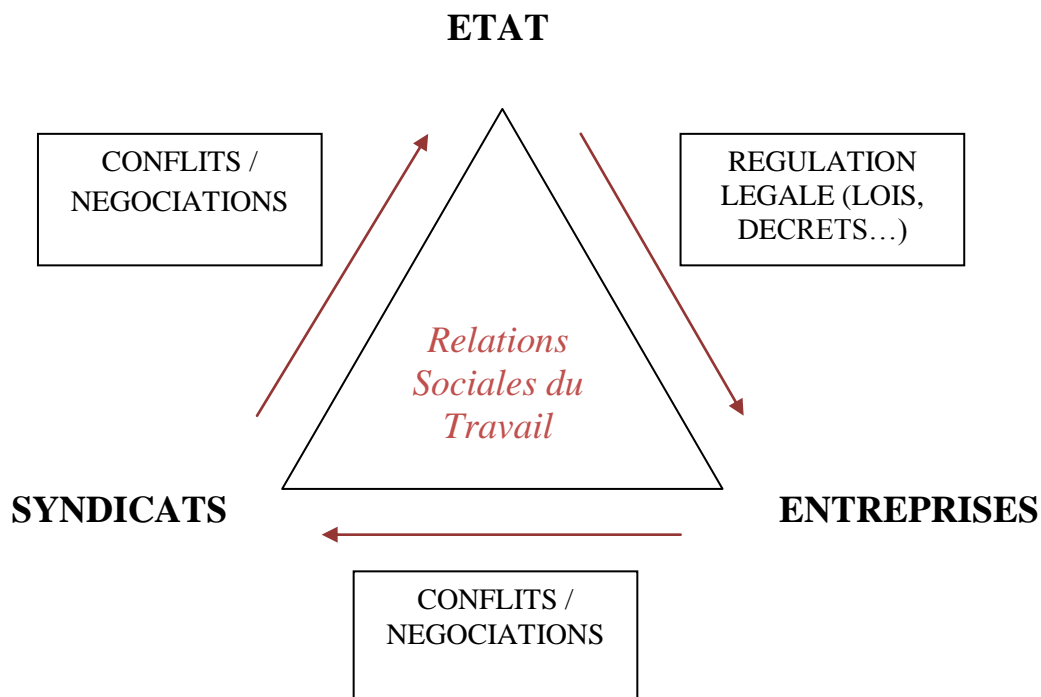 ETAT
CONFLITS /
NEGOCIATIONS
REGULATION
LEGALE (LOIS,
DECRETS…)
Relations
Sociales du
Travail
SYNDICATS
ENTREPRISES
CONFLITS /
NEGOCIATIONS